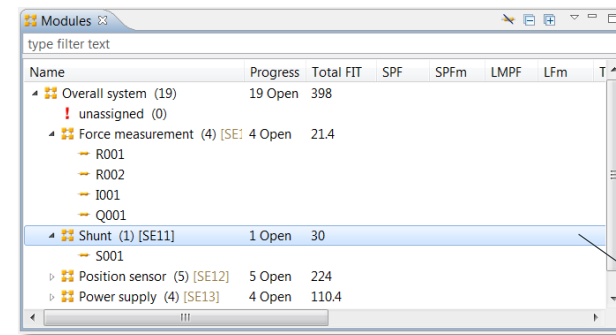 Modules
type filter text
Name Progress Total FIT SPF SPFm LMPF LFm T
Overall system (19) 19 Open 398
! unassigned (0)
Force measurement (4) [SE1 4 Open 21.4
R001
R002
I001
Q001
Shunt (1) [SE11] 1 Open 30
S001
Position sensor (5) [SE12] 5 Open 224
Power supply (4) [SE13] 4 Open 110.4